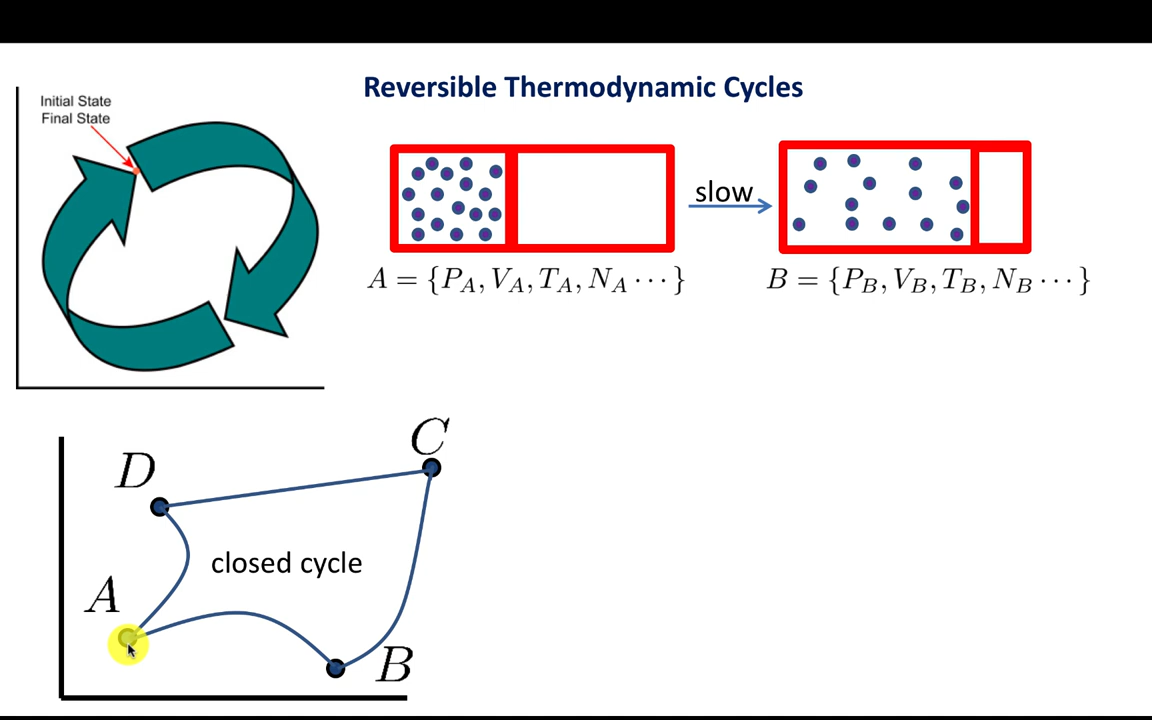 Reversible Thermodynamic Cycles
Initial State
Final State
slow
A = {P_A, V_A, T_A, N_A ⋯}
B = {P_B, V_B, T_B, N_B ⋯}
C
D
closed cycle
A
B